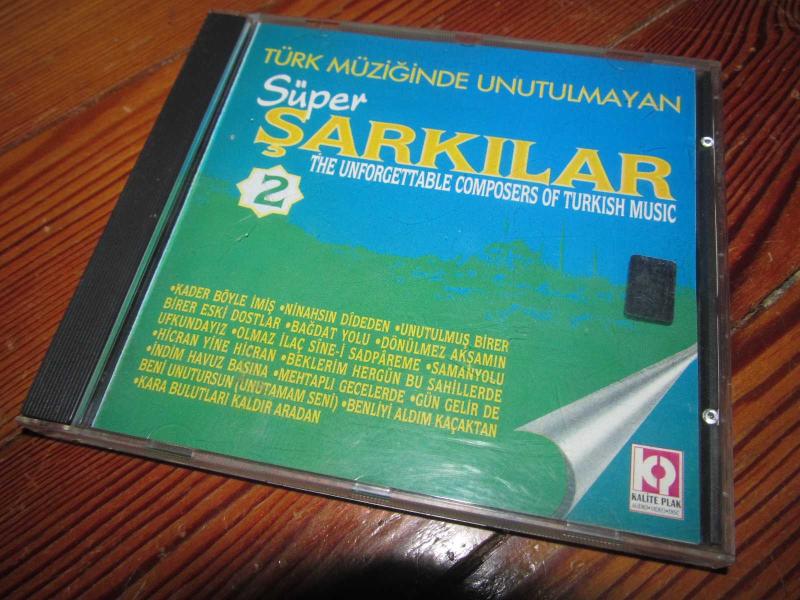 TÜRK MÜZİĞİNDE UNUTULMAYAN
Süper
ŞARKILAR
THE UNFORGETTABLE COMPOSERS OF TURKISH MUSIC
2
•KADER BÖYLE İMİŞ •NİNAHSIN DİDEDEN •UNUTULMUŞ BİRER
BİRER ESKİ DOSTLAR •BAĞDAT YOLU •DÖNÜLMEZ AKŞAMIN
UFKUNDAYIZ •OLMAZ İLAÇ SİNE-İ SADPÂREME •SAMANYOLU
•HİCRAN YİNE HİCRAN •BEKLERİM HERGÜN BU SAHİLLERDE
•İNDİM HAVUZ BAŞINA •MEHTAPLI GECELERDE •GÜN GELİR DE
BENİ UNUTURSUN (UNUTAMAM SENİ) •BENLİYİ ALDIM KAÇAKTAN
•KARA BULUTLARI KALDIR ARADAN
KALİTE PLAK